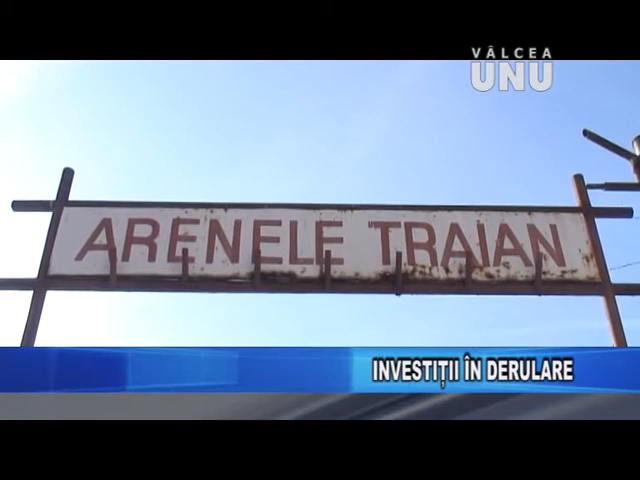 VÂLCEA
UNU
ARENELE TRAIAN
INVESTIȚII ÎN DERULARE